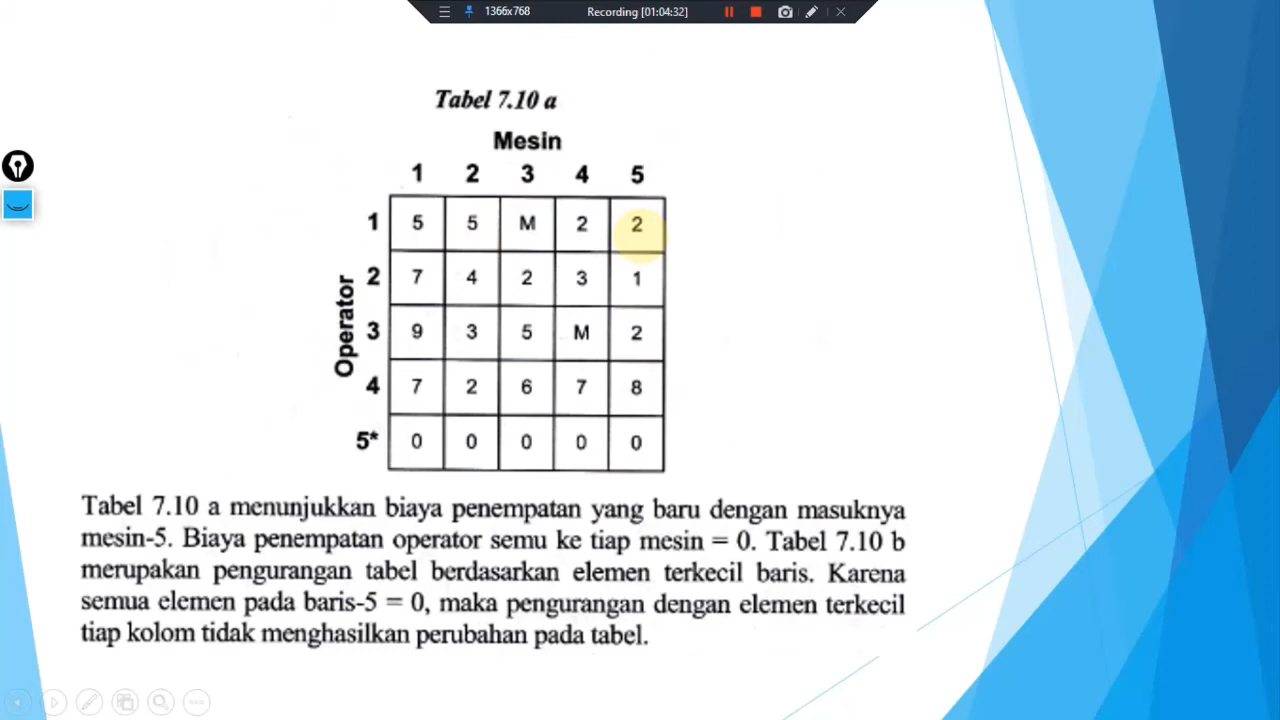 1366x768 Recording [01:04:32]
Tabel 7.10 a
Mesin
1 2 3 4 5
Operator
1 5 5 M 2 2
2 7 4 2 3 1
3 9 3 5 M 2
4 7 2 6 7 8
5* 0 0 0 0 0
Tabel 7.10 a menunjukkan biaya penempatan yang baru dengan masuknya
mesin-5. Biaya penempatan operator semu ke tiap mesin = 0. Tabel 7.10 b
merupakan pengurangan tabel berdasarkan elemen terkecil baris. Karena
semua elemen pada baris-5 = 0, maka pengurangan dengan elemen terkecil
tiap kolom tidak menghasilkan perubahan pada tabel.